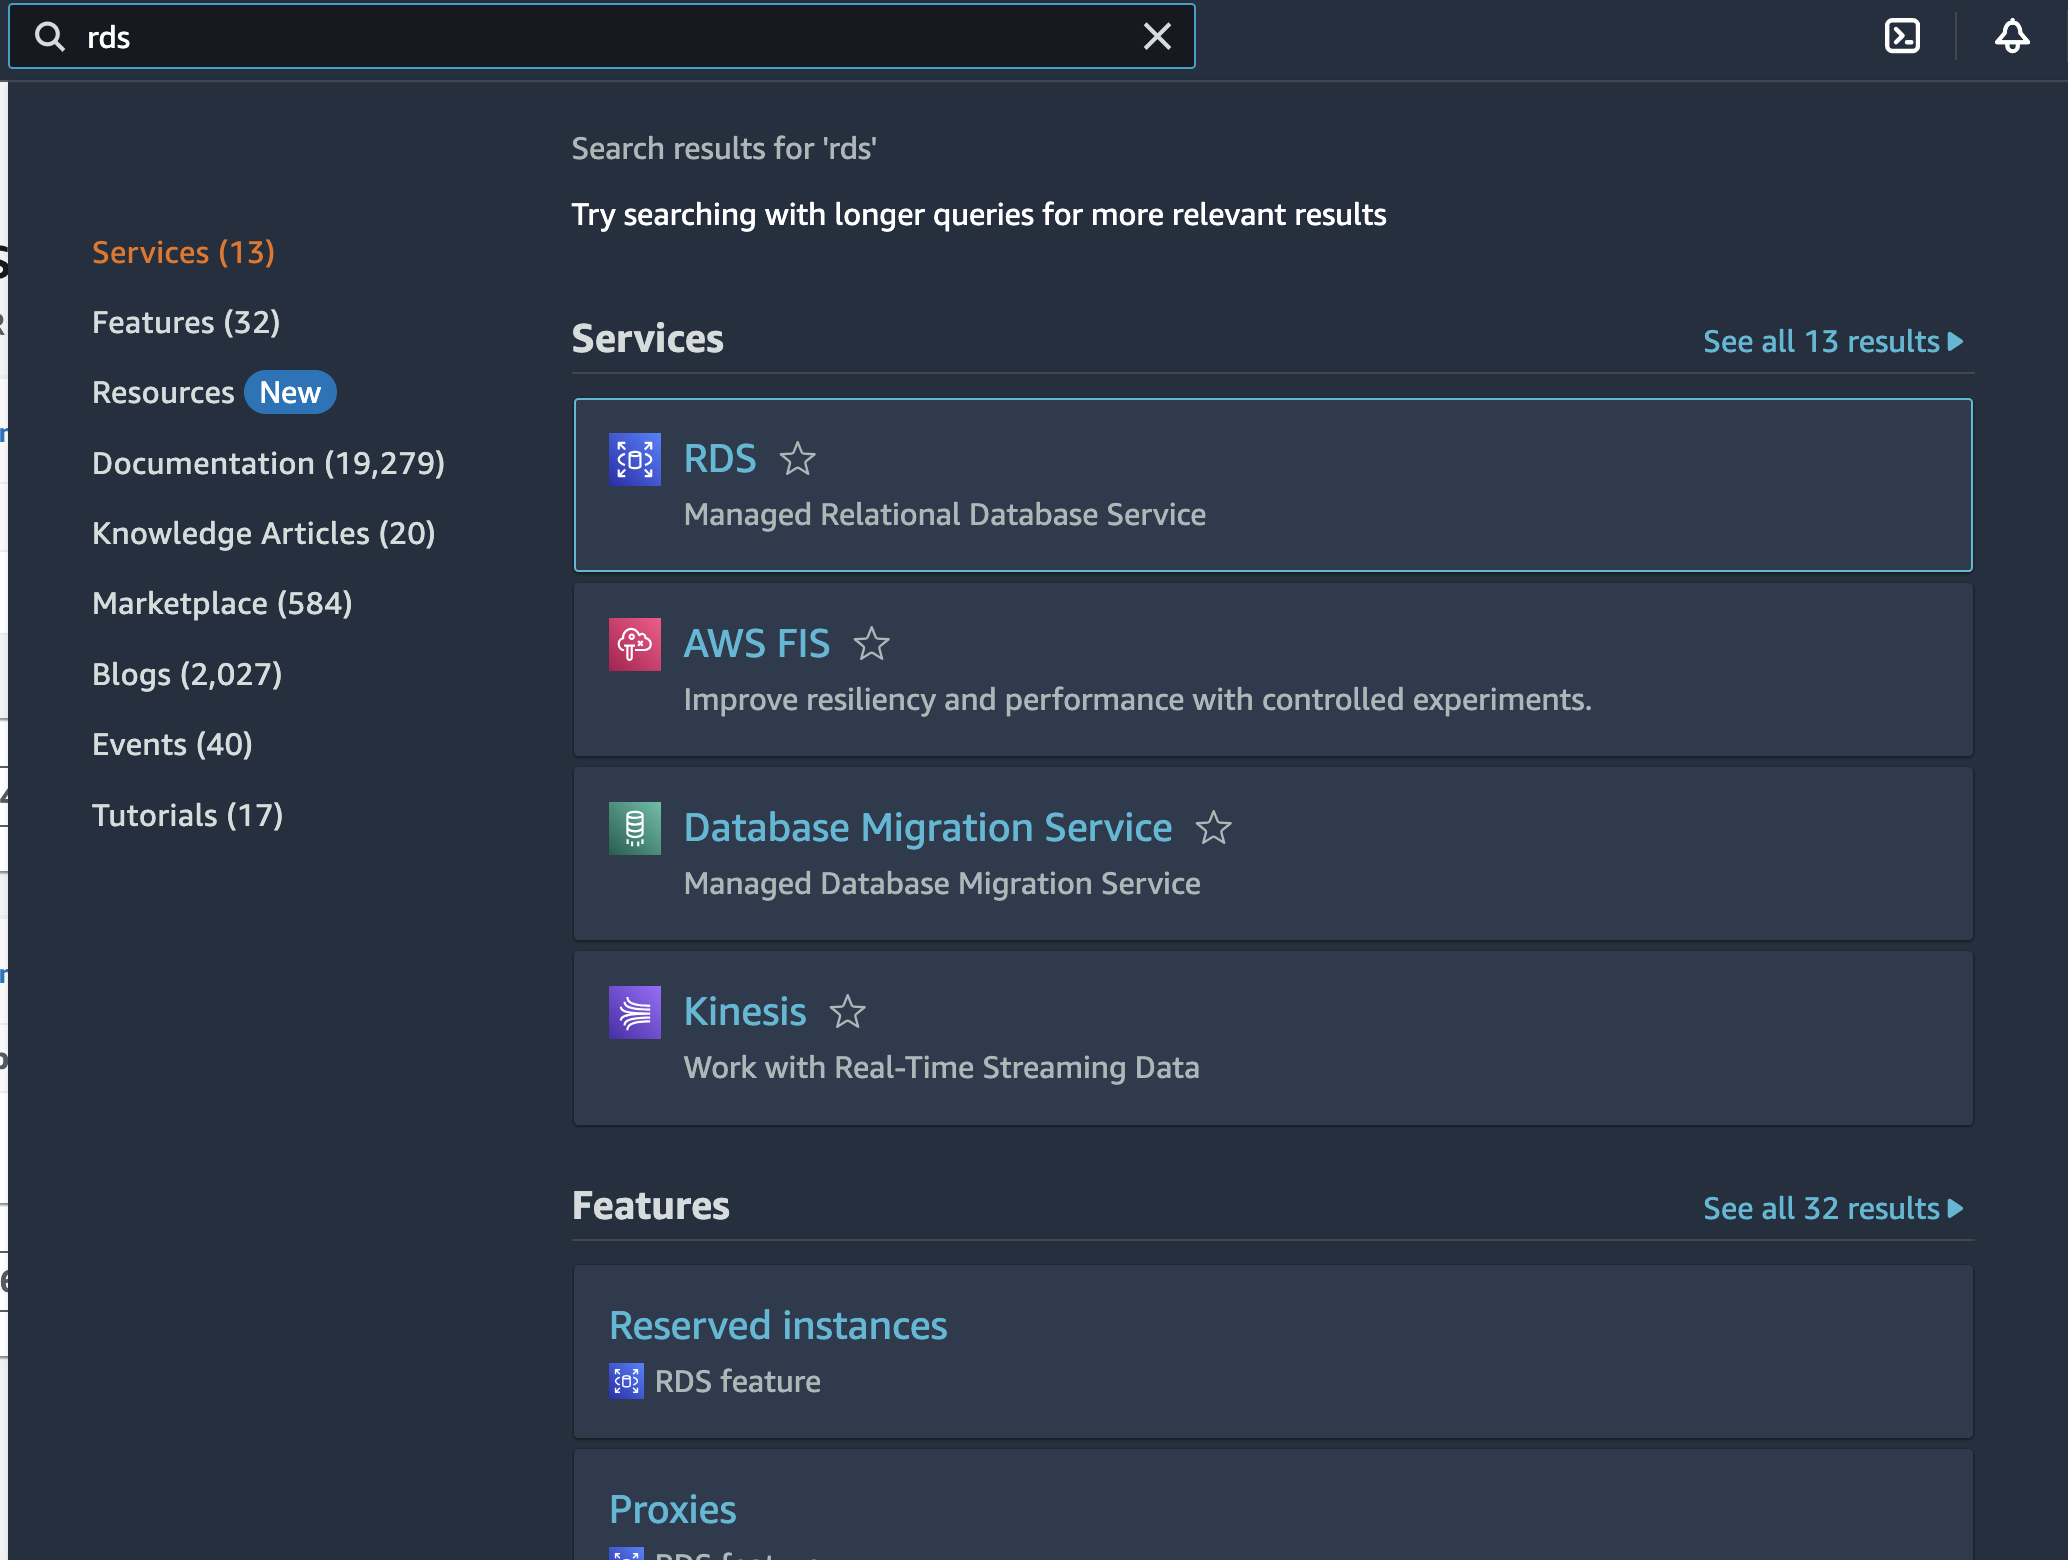 rds
Search results for 'rds'
Try searching with longer queries for more relevant results
Services (13)
Features (32)
Resources New
Documentation (19,279)
Knowledge Articles (20)
Marketplace (584)
Blogs (2,027)
Events (40)
Tutorials (17)
Services
See all 13 results
RDS
Managed Relational Database Service
AWS FIS
Improve resiliency and performance with controlled experiments.
Database Migration Service
Managed Database Migration Service
Kinesis
Work with Real-Time Streaming Data
Features
See all 32 results
Reserved instances
RDS feature
Proxies
RDS feature